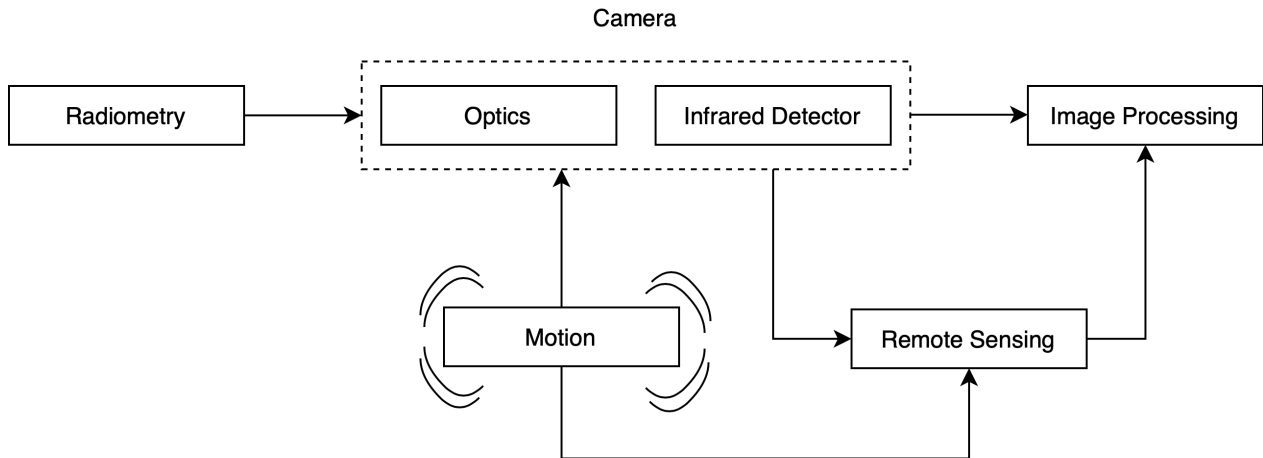 Camera
Radiometry
Optics
Infrared Detector
Image Processing
Motion
Remote Sensing